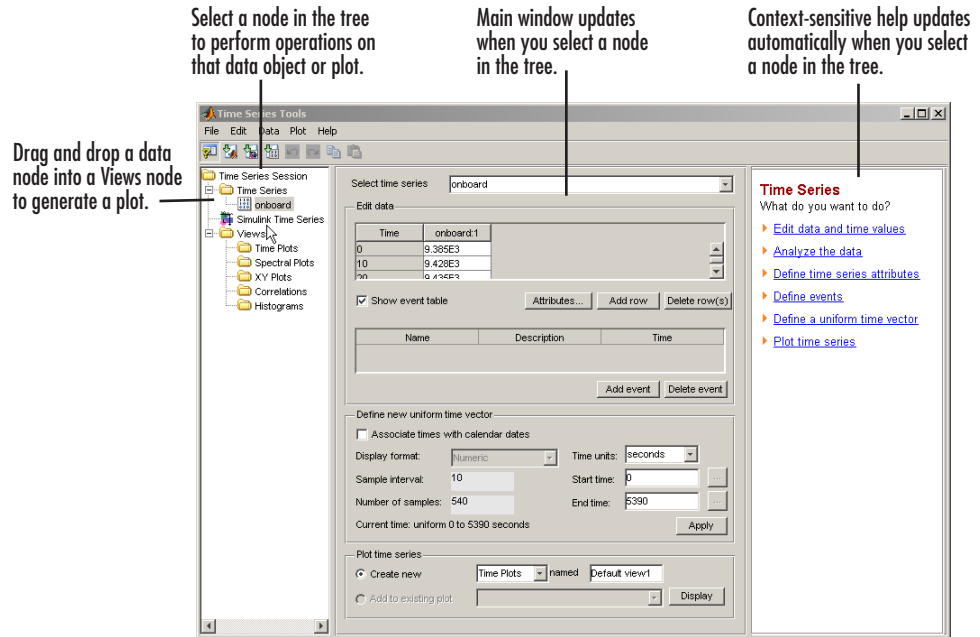 Select a node in the tree
to perform operations on
that data object or plot.
Main window updates
when you select a node
in the tree.
Context-sensitive help updates
automatically when you select
a node in the tree.
Drag and drop a data
node into a Views node
to generate a plot.
Time Series Tools
File Edit Data Plot Help
Time Series Session
Time Series
onboard
Simulink Time Series
Views
Time Plots
Spectral Plots
XY Plots
Correlations
Histograms
Select time series onboard
Edit data
Time onboard:1
0 9.385E3
10 9.428E3
20 9.435E3
Show event table Attributes... Add row Delete row(s)
Name Description Time
Add event Delete event
Define new uniform time vector
Associate times with calendar dates
Display format: Numeric Time units: seconds
Sample interval: 10 Start time: 0 ...
Number of samples: 540 End time: 5390 ...
Current time: uniform 0 to 5390 seconds Apply
Plot time series
Create new Time Plots named Default view1
Add to existing plot Display
Time Series
What do you want to do?
Edit data and time values
Analyze the data
Define time series attributes
Define events
Define a uniform time vector
Plot time series